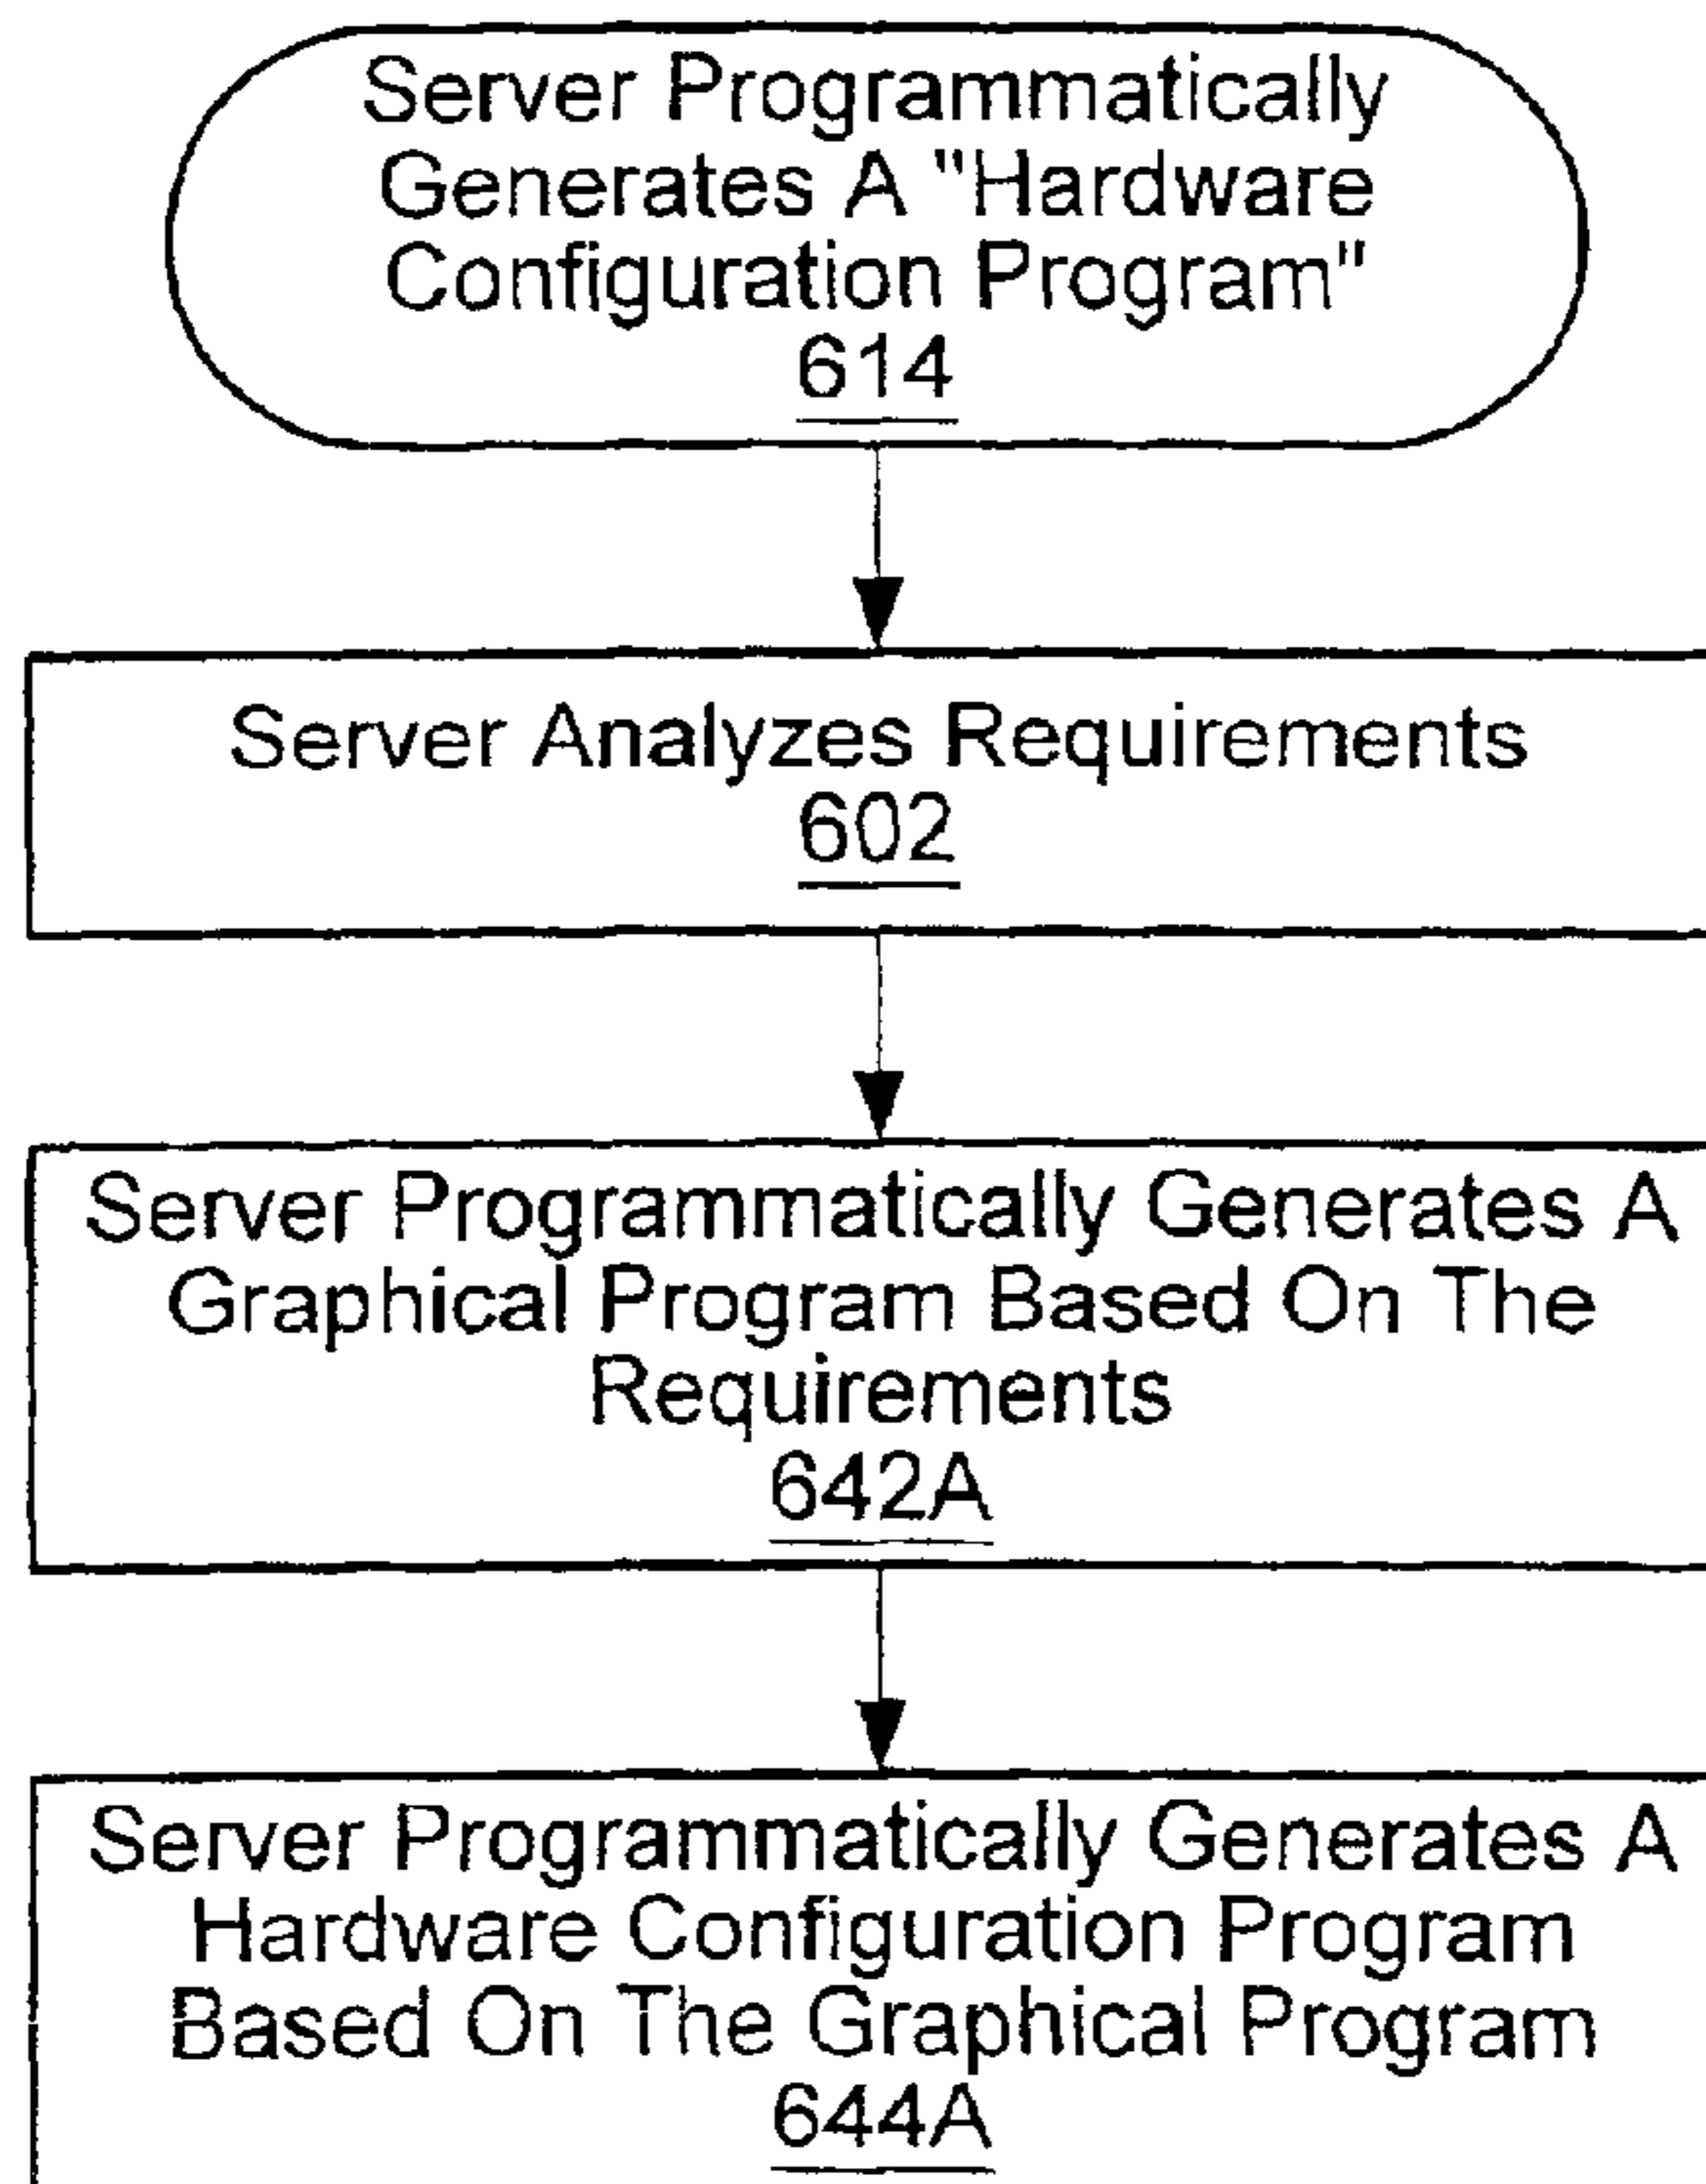 Server Programmatically
Generates A "Hardware
Configuration Program"
614
Server Analyzes Requirements
602
Server Programmatically Generates A
Graphical Program Based On The
Requirements
642A
Server Programmatically Generates A
Hardware Configuration Program
Based On The Graphical Program
644A